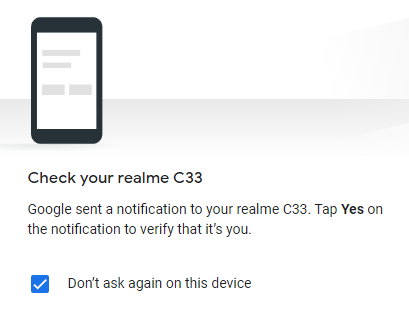 Check your realme C33
Google sent a notification to your realme C33. Tap Yes on
the notification to verify that it's you.
Don't ask again on this device